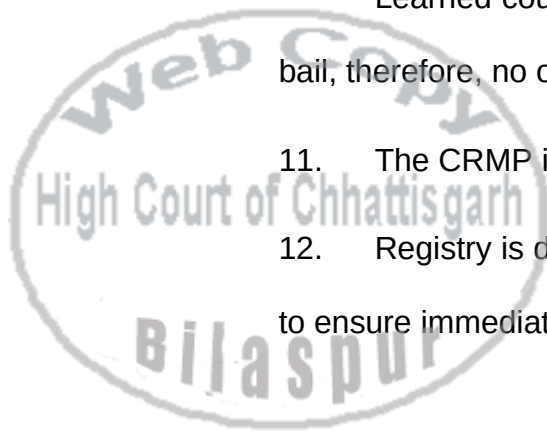 Learned cou
bail, therefore, no o
11. The CRMP i
12. Registry is d
to ensure immediat
Web Copy
High Court of Chhattisgarh
Bilaspur